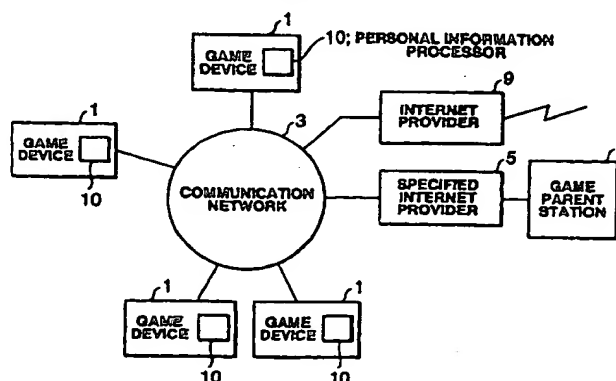 1
GAME
DEVICE
10; PERSONAL INFORMATION
PROCESSOR
9
INTERNET
PROVIDER
3
1
GAME
DEVICE
10
COMMUNICATION
NETWORK
5
SPECIFIED
INTERNET
PROVIDER
GAME
PARENT
STATION
1
GAME
DEVICE
10
1
GAME
DEVICE
10